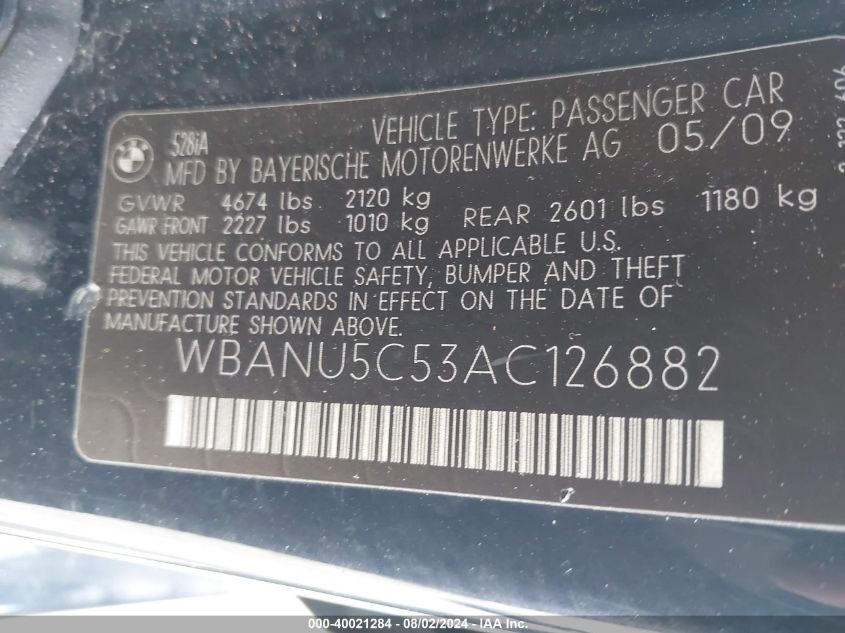 528iA
VEHICLE TYPE: PASSENGER CAR
MFD BY BAYERISCHE MOTORENWERKE AG 05/09
GVWR 4674 lbs 2120 kg
GAWR FRONT 2227 lbs 1010 kg REAR 2601 lbs 1180 kg
THIS VEHICLE CONFORMS TO ALL APPLICABLE U.S.
FEDERAL MOTOR VEHICLE SAFETY, BUMPER AND THEFT
PREVENTION STANDARDS IN EFFECT ON THE DATE OF
MANUFACTURE SHOWN ABOVE.
WBANU5C53AC126882
000-40021284 - 08/02/2024 - IAA Inc.